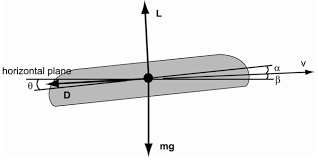 L
v
horizontal plane
α
θ
β
D
mg